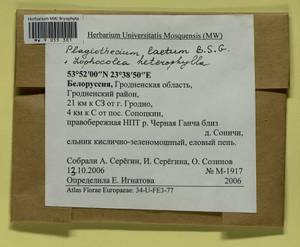 Herbarium MW, Bryophyta
Herbarium Universitatis Mosquensis (MW)
Plagiothecium laetum B.S.G.
+ Lophocolea heterophylla
53°52'00"N 23°38'50"E
Белоруссия, Гродненская область,
Гродненский район,
21 км к СЗ от г. Гродно,
4 км к С от пос. Сопоцкин,
правобережная НПТ р. Черная Ганча близ
д. Соничи,
ельник кислично-зеленомошный, еловый пень.
Собрали А. Серёгин, И. Серёгина, О. Созинов
12.10.2006 № M-1917
Определила Е. Игнатова 2006
Atlas Florae Europaeae: 34-U-FE3-77